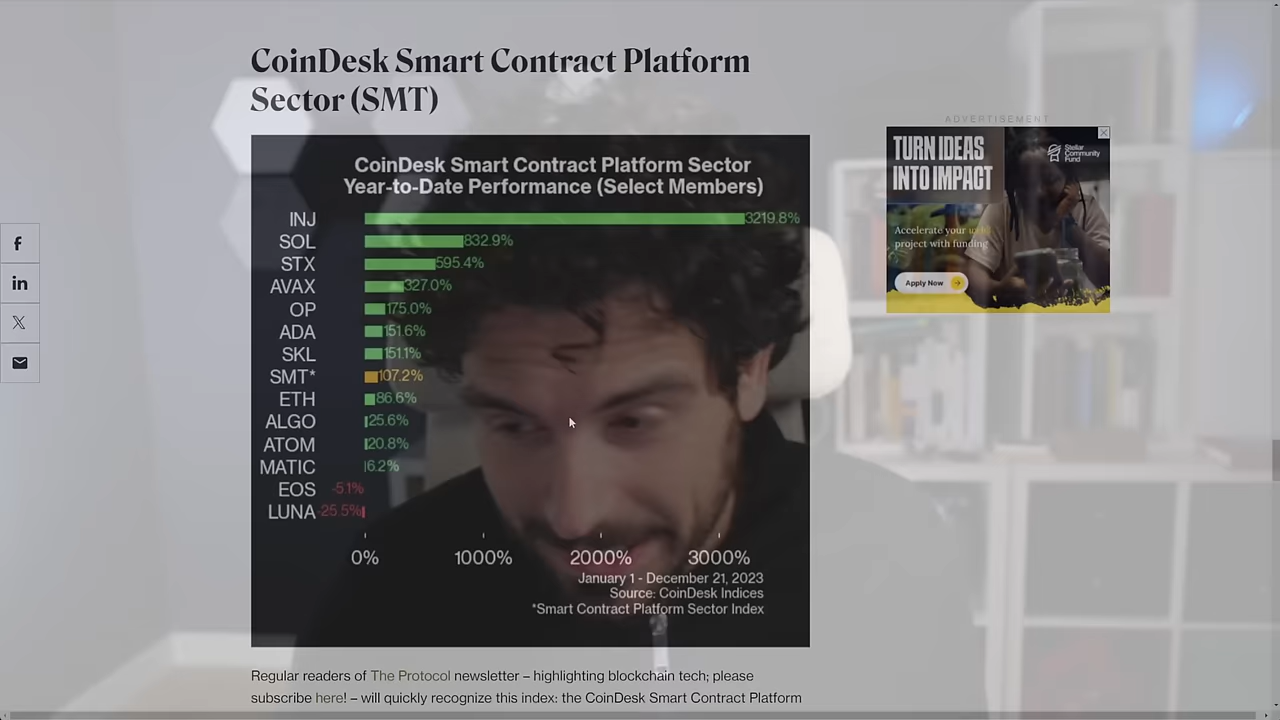 CoinDesk Smart Contract Platform
Sector (SMT)
ADVERTISEMENT
TURN IDEAS
INTO IMPACT
Stellar
Community
Fund
Accelerate your
project with funding
Apply Now
CoinDesk Smart Contract Platform Sector
Year-to-Date Performance (Select Members)
INJ 3219.8%
SOL 832.9%
STX 595.4%
AVAX 327.0%
OP 175.0%
ADA 151.6%
SKL 151.1%
SMT* 107.2%
ETH 86.6%
ALGO 25.6%
ATOM 20.8%
MATIC 6.2%
EOS -5.1%
LUNA -25.5%
0% 1000% 2000% 3000%
January 1 - December 21, 2023
Source: CoinDesk Indices
*Smart Contract Platform Sector Index
Regular readers of The Protocol newsletter – highlighting blockchain tech; please
subscribe here! – will quickly recognize this index: the CoinDesk Smart Contract Platform